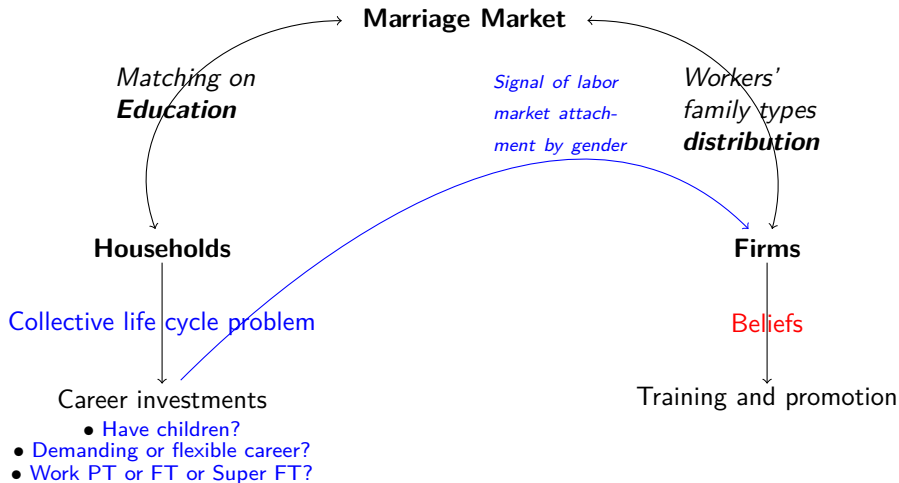 Marriage Market
Matching on
Education
Signal of labor
market attach-
ment by gender
Workers'
family types
distribution
Households
Firms
Collective life cycle problem
Beliefs
Career investments
Training and promotion
• Have children?
• Demanding or flexible career?
• Work PT or FT or Super FT?